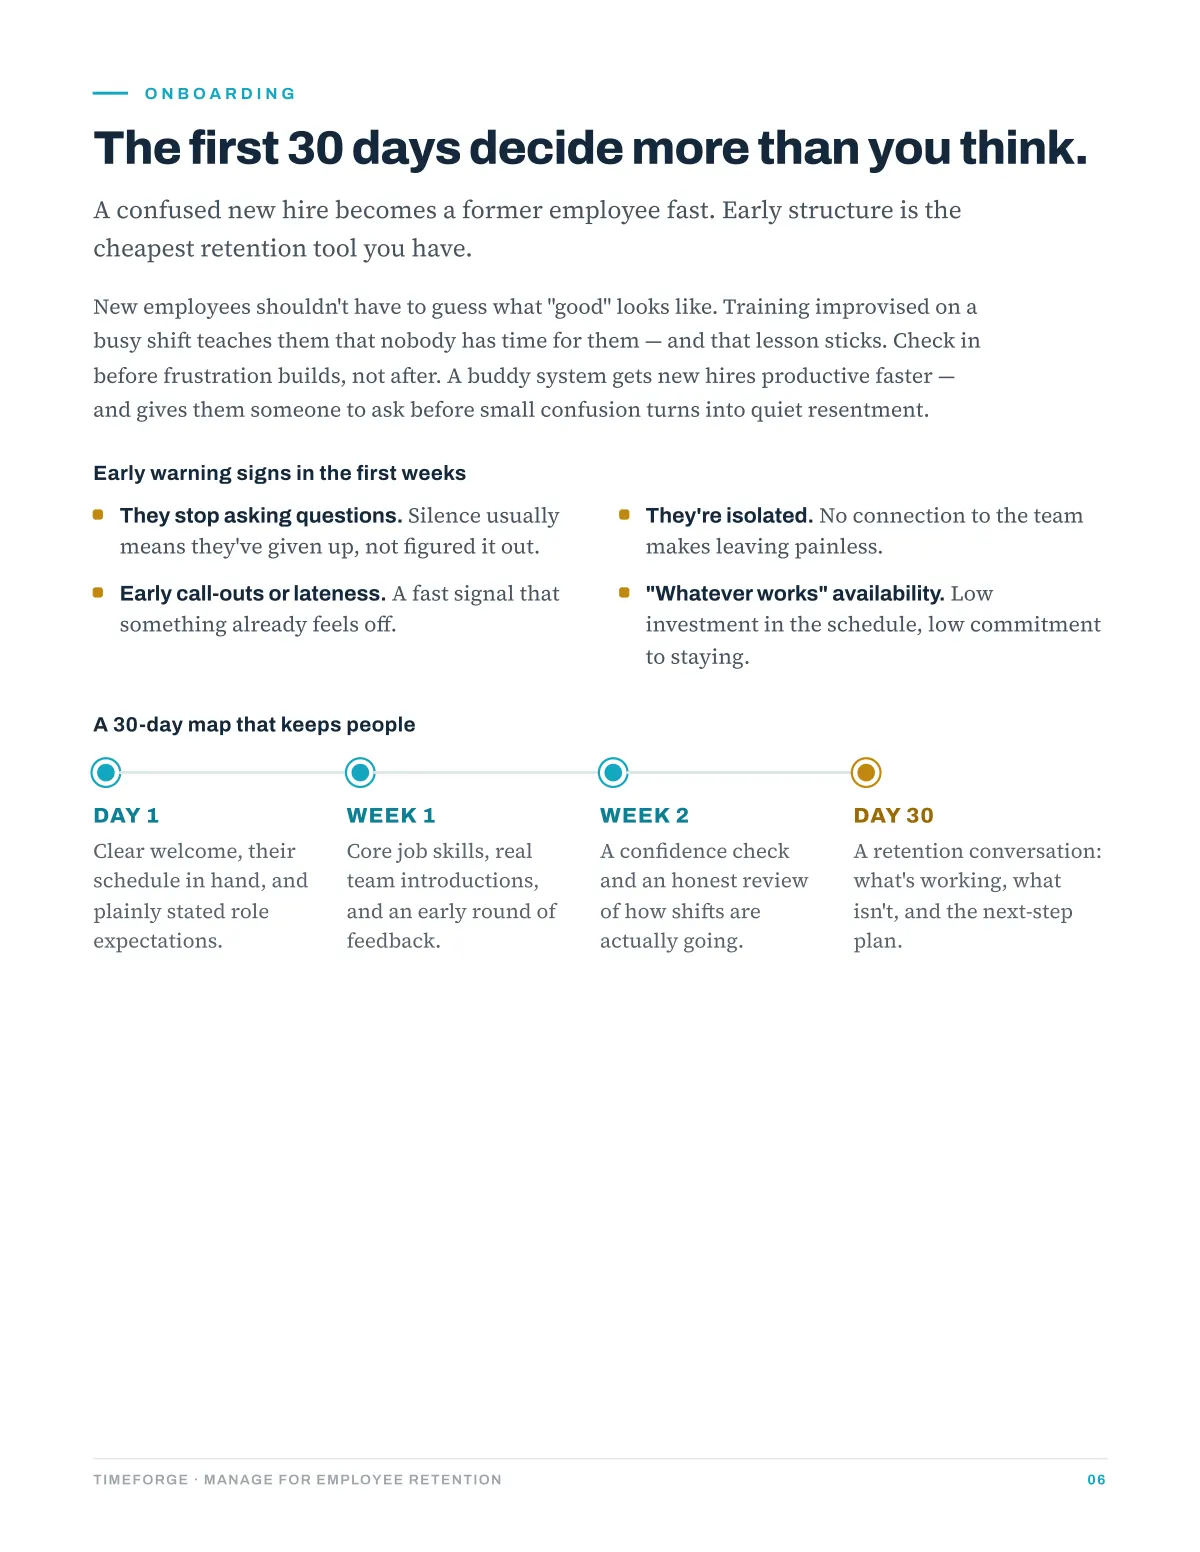 ONBOARDING
The first 30 days decide more than you think.
A confused new hire becomes a former employee fast. Early structure is the
cheapest retention tool you have.
New employees shouldn't have to guess what "good" looks like. Training improvised on a
busy shift teaches them that nobody has time for them — and that lesson sticks. Check in
before frustration builds, not after. A buddy system gets new hires productive faster —
and gives them someone to ask before small confusion turns into quiet resentment.
Early warning signs in the first weeks
They stop asking questions. Silence usually
means they've given up, not figured it out.
Early call-outs or lateness. A fast signal that
something already feels off.
They're isolated. No connection to the team
makes leaving painless.
"Whatever works" availability. Low
investment in the schedule, low commitment
to staying.
A 30-day map that keeps people
DAY 1
Clear welcome, their
schedule in hand, and
plainly stated role
expectations.
WEEK 1
Core job skills, real
team introductions,
and an early round of
feedback.
WEEK 2
A confidence check
and an honest review
of how shifts are
actually going.
DAY 30
A retention conversation:
what's working, what
isn't, and the next-step
plan.
TIMEFORGE · MANAGE FOR EMPLOYEE RETENTION
06